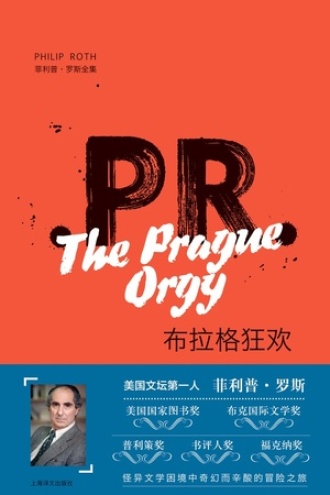 PHILIP ROTH
菲利普·罗斯全集
.PR.
The Prague
Orgy
布拉格狂欢
美国文坛第一人 菲利普·罗斯
美国国家图书奖 布克国际文学奖
普利策奖 书评人奖 福克纳奖
怪异文学困境中奇幻而辛酸的冒险之旅
上海译文出版社